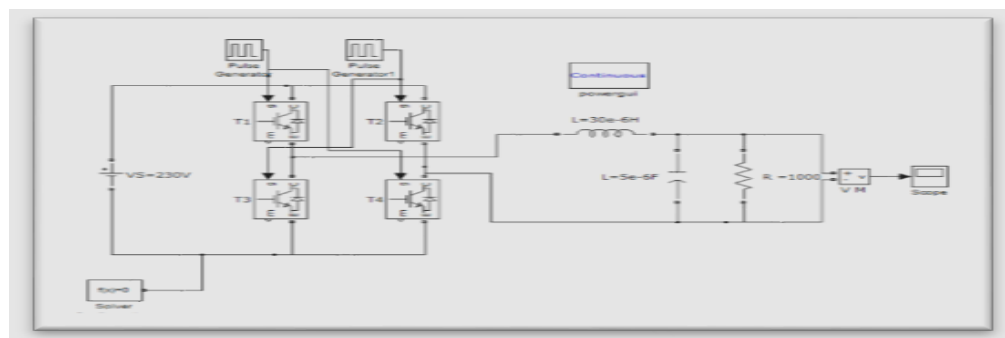 Pulse
Generator
Pulse
Generator1
Continuous
powergui
T1
T2
L=30e-6H
VS=230V
L=5e-6F
R =1000
V M
Scope
T3
E
T4
E
f(x)=0
Solver